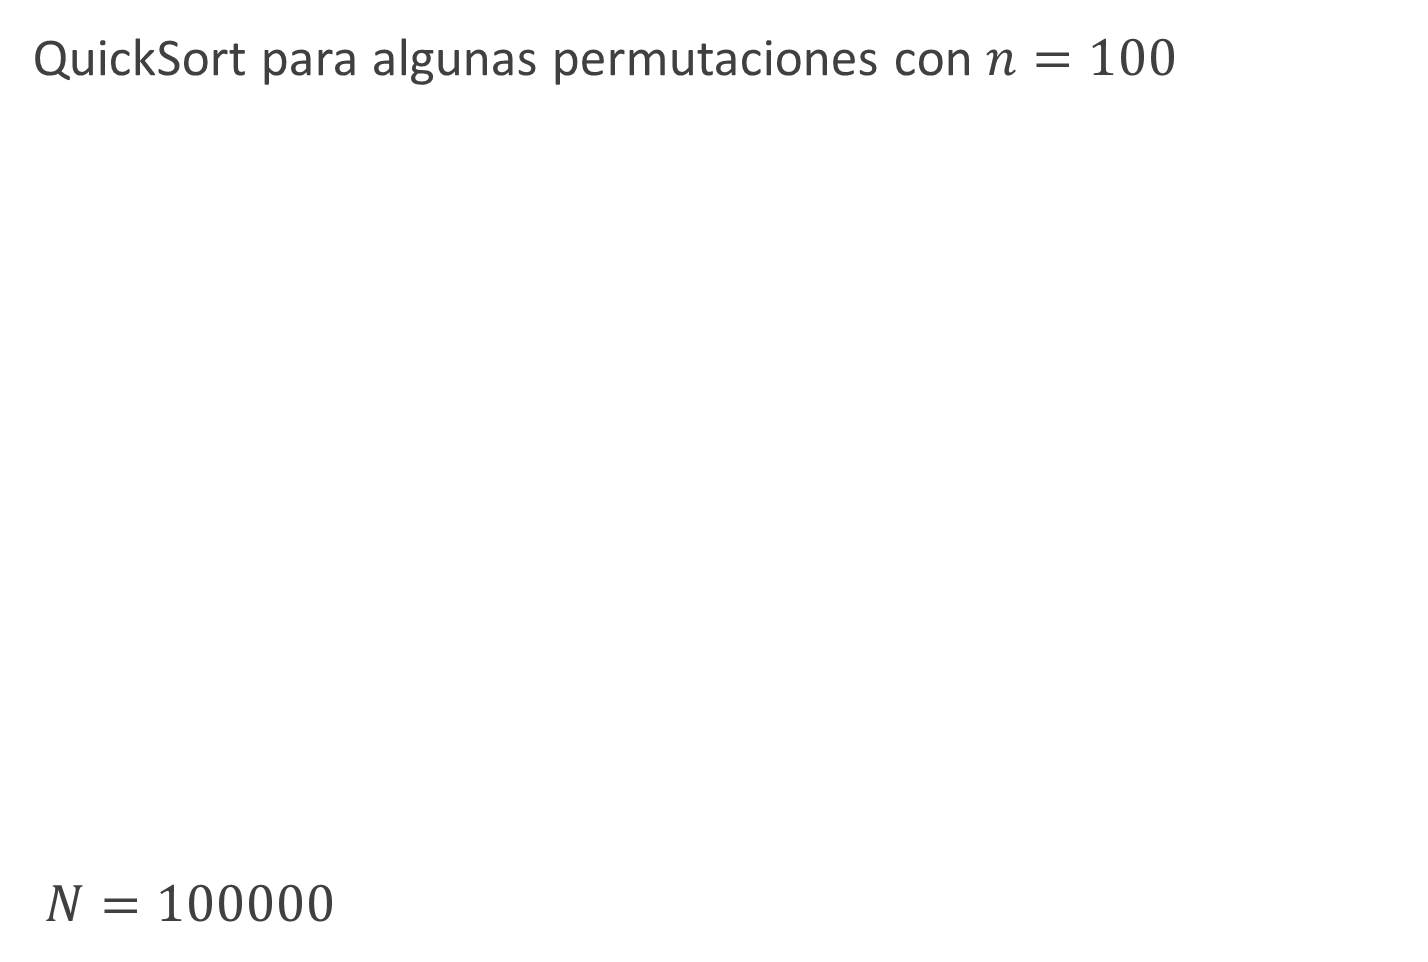 QuickSort para algunas permutaciones con n = 100
N = 100000